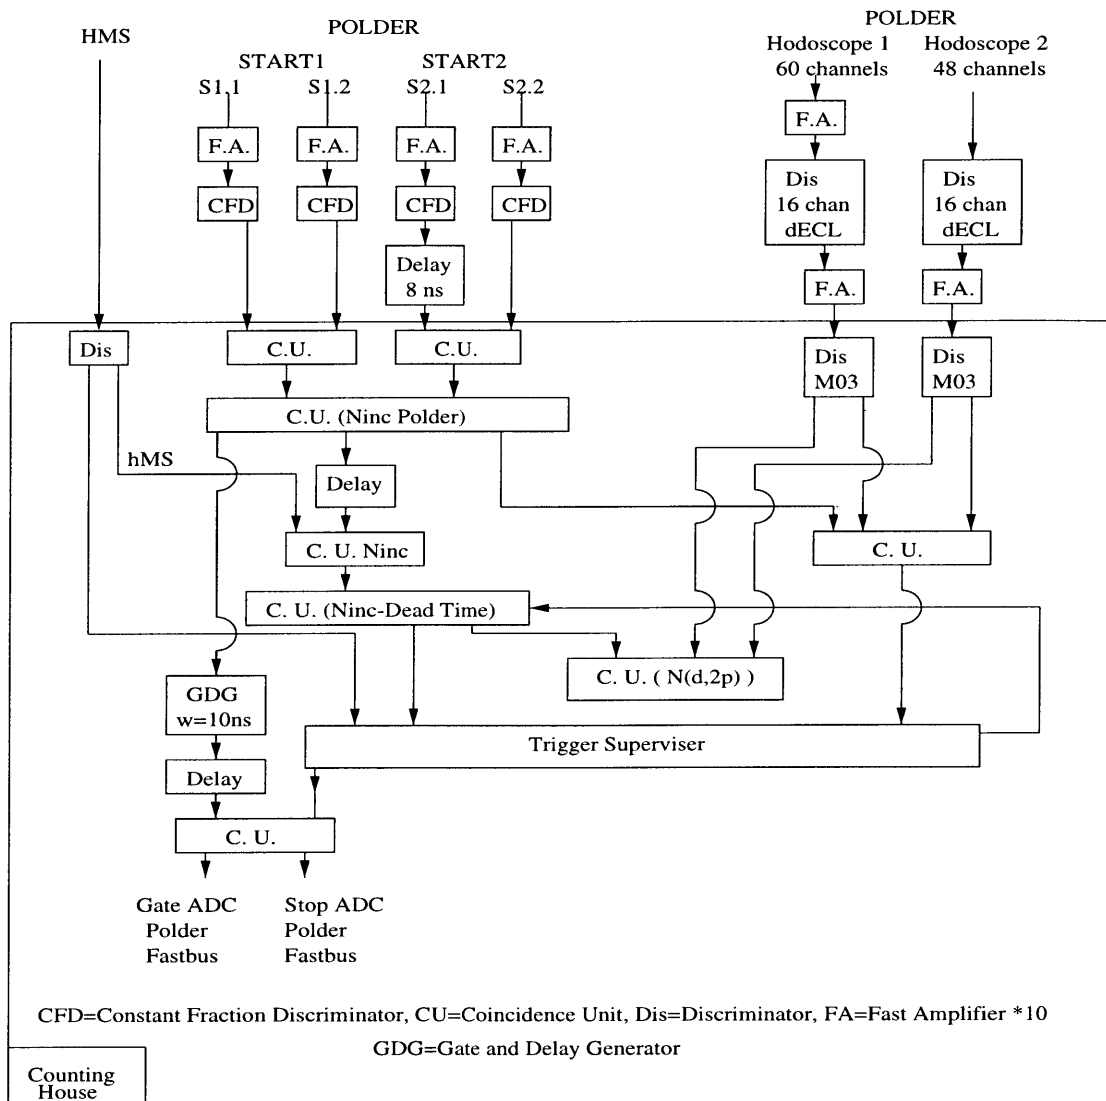 HMS
POLDER
POLDER
START1
START2
Hodoscope 1
60 channels
Hodoscope 2
48 channels
S1.1
S1.2
S2.1
S2.2
F.A.
F.A.
F.A.
F.A.
F.A.
CFD
CFD
CFD
CFD
Dis
16 chan
dECL
Dis
16 chan
dECL
Delay
8 ns
F.A.
F.A.
Dis
C.U.
C.U.
Dis
M03
Dis
M03
C.U. (Ninc Polder)
hMS
Delay
C. U. Ninc
C. U.
C. U. (Ninc-Dead Time)
C. U. ( N(d,2p) )
GDG
w=10ns
Trigger Superviser
Delay
C. U.
Gate ADC
Polder
Fastbus
Stop ADC
Polder
Fastbus
CFD=Constant Fraction Discriminator, CU=Coincidence Unit, Dis=Discriminator, FA=Fast Amplifier *10
GDG=Gate and Delay Generator
Counting
House